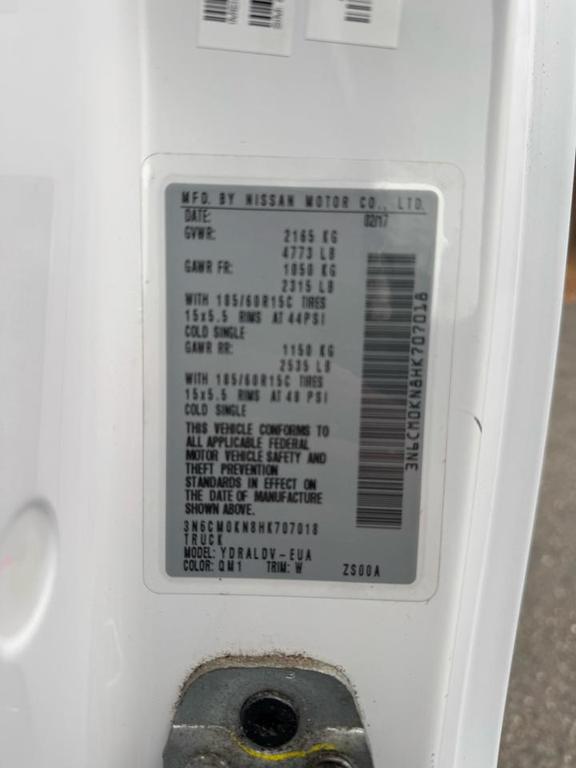 MFD. BY NISSAN MOTOR CO., LTD.
DATE: 02/17
GVWR: 2165 KG
4773 LB
GAWR FR: 1050 KG
2315 LB
WITH 185/60R15C TIRES
15x5.5 RIMS AT 44PSI
COLD SINGLE
GAWR RR: 1150 KG
2535 LB
WITH 185/60R15C TIRES
15x5.5 RIMS AT 48 PSI
COLD SINGLE
THIS VEHICLE CONFORMS TO
ALL APPLICABLE FEDERAL
MOTOR VEHICLE SAFETY AND
THEFT PREVENTION
STANDARDS IN EFFECT ON
THE DATE OF MANUFACTURE
SHOWN ABOVE.
3N6CM0KN8HK707018
TRUCK
MODEL: YDRALDV-EUA
COLOR: QM1 TRIM: W ZS00A
3N6CM0KN8HK707018